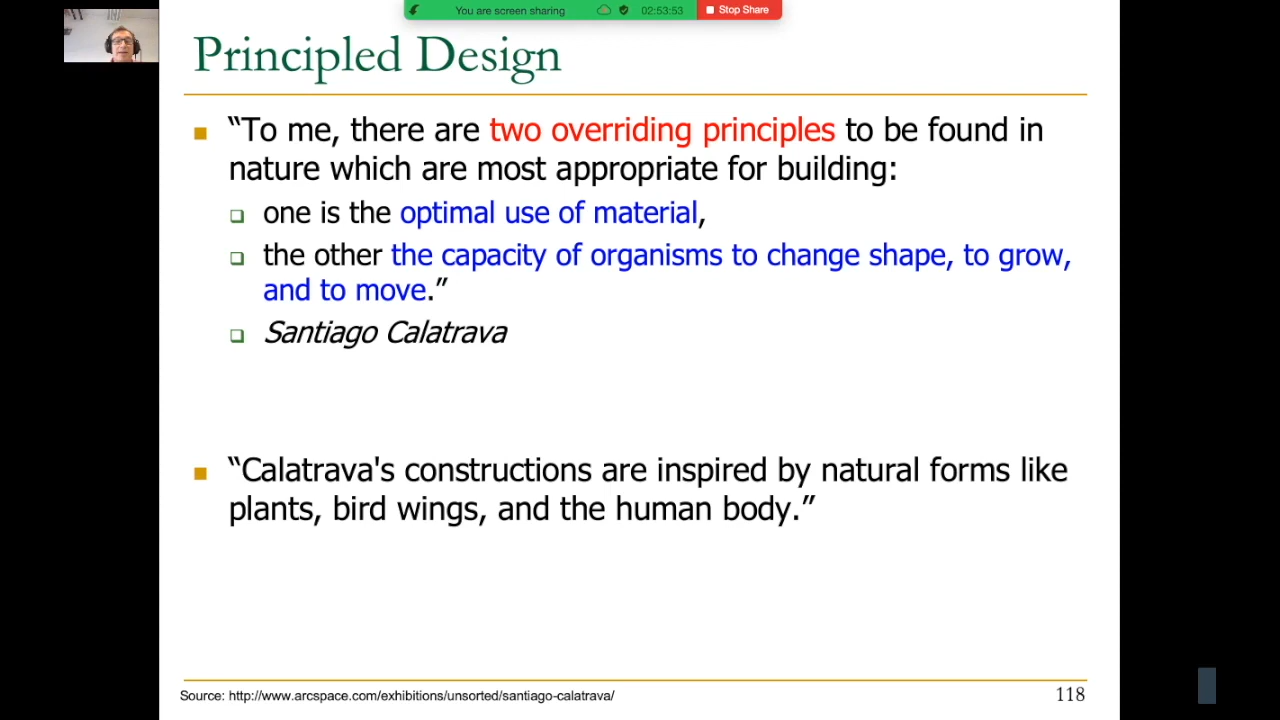 You are screen sharing 02:53:53 Stop Share
Principled Design
“To me, there are two overriding principles to be found in
nature which are most appropriate for building:
one is the optimal use of material,
the other the capacity of organisms to change shape, to grow,
and to move.”
Santiago Calatrava
“Calatrava's constructions are inspired by natural forms like
plants, bird wings, and the human body.”
Source: http://www.arcspace.com/exhibitions/unsorted/santiago-calatrava/
118